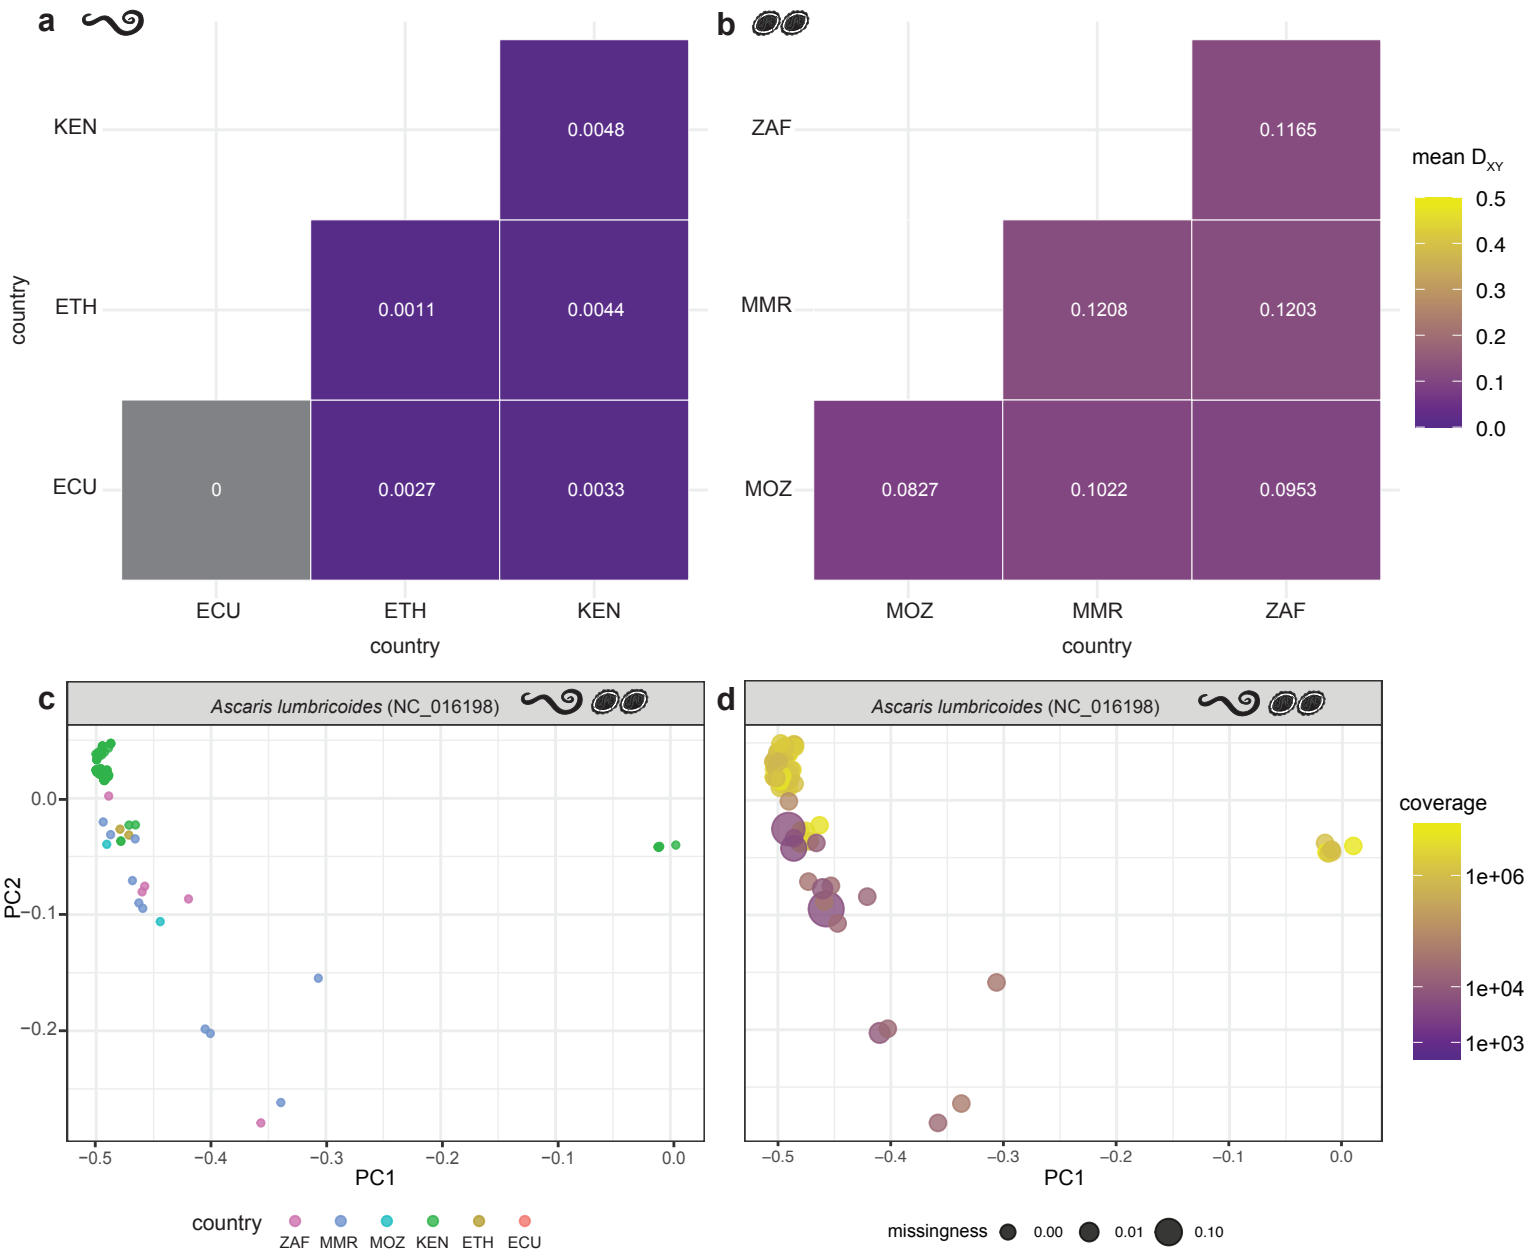 a
b
KEN
0.0048
ETH
0.0011
0.0044
ECU
0
0.0027
0.0033
country
ECU
ETH
KEN
country
ZAF
0.1165
MMR
0.1208
0.1203
MOZ
0.0827
0.1022
0.0953
MOZ
MMR
ZAF
country
mean DXY
0.5
0.4
0.3
0.2
0.1
0.0
c
Ascaris lumbricoides (NC_016198)
0.0
−0.1
−0.2
PC2
−0.5
−0.4
−0.3
−0.2
−0.1
0.0
PC1
country
ZAF
MMR
MOZ
KEN
ETH
ECU
d
Ascaris lumbricoides (NC_016198)
−0.5
−0.4
−0.3
−0.2
−0.1
0.0
PC1
missingness
0.00
0.01
0.10
coverage
1e+06
1e+04
1e+03